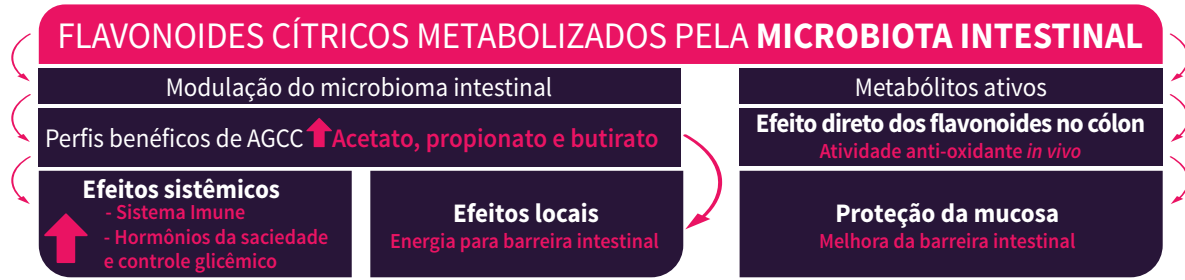 FLAVONOIDES CÍTRICOS METABOLIZADOS PELA MICROBIOTA INTESTINAL
Modulação do microbioma intestinal
Perfis benéficos de AGCC Acetato, propionato e butirato
Efeitos sistêmicos
- Sistema Imune
- Hormônios da saciedade
e controle glicêmico
Efeitos locais
Energia para barreira intestinal
Metabólitos ativos
Efeito direto dos flavonoides no cólon
Atividade anti-oxidante in vivo
Proteção da mucosa
Melhora da barreira intestinal